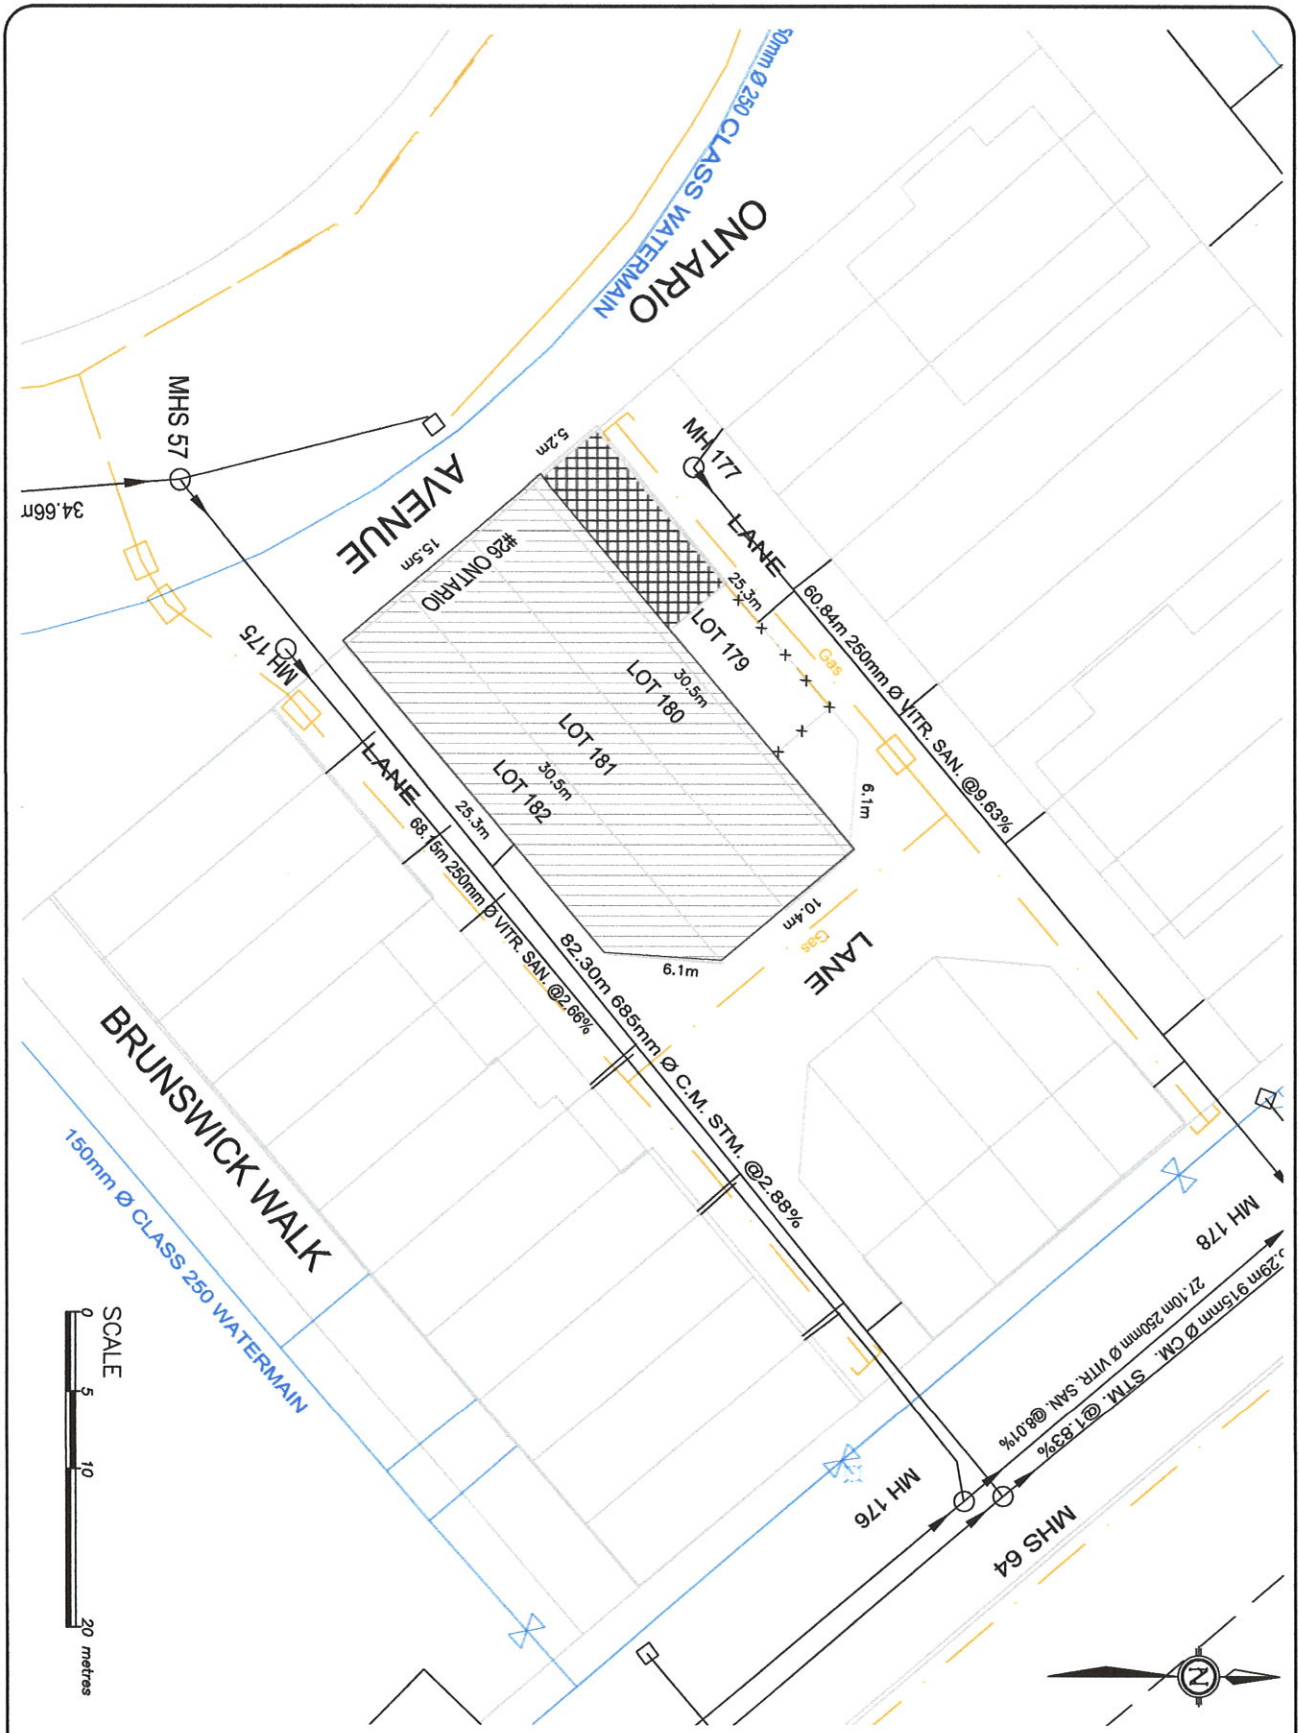 50mm Ø 250 CLASS WATERMAIN
ONTARIO
AVENUE
MHS 57
34.66m
MH 177
LANE
60.84m 250mm Ø VITR. SAN. @9.63%
5.2m
25.3m
15.5m
#26 ONTARIO
LOT 179
Gas
30.5m
LOT 180
LOT 181
30.5m
LOT 182
6.1m
10.4m
Gas
LANE
6.1m
MH 175
LANE
25.3m
68.15m 250mm Ø VITR. SAN. @2.66%
82.30m 685mm Ø C.M. STM. @2.88%
BRUNSWICK WALK
150mm Ø CLASS 250 WATERMAIN
MH 178
27.10m 250mm Ø VITR. SAN. @8.01%
.29m 915mm Ø CM. STM. @1.83%
MH 176
MHS 64
SCALE
0 5 10 20 metres
N